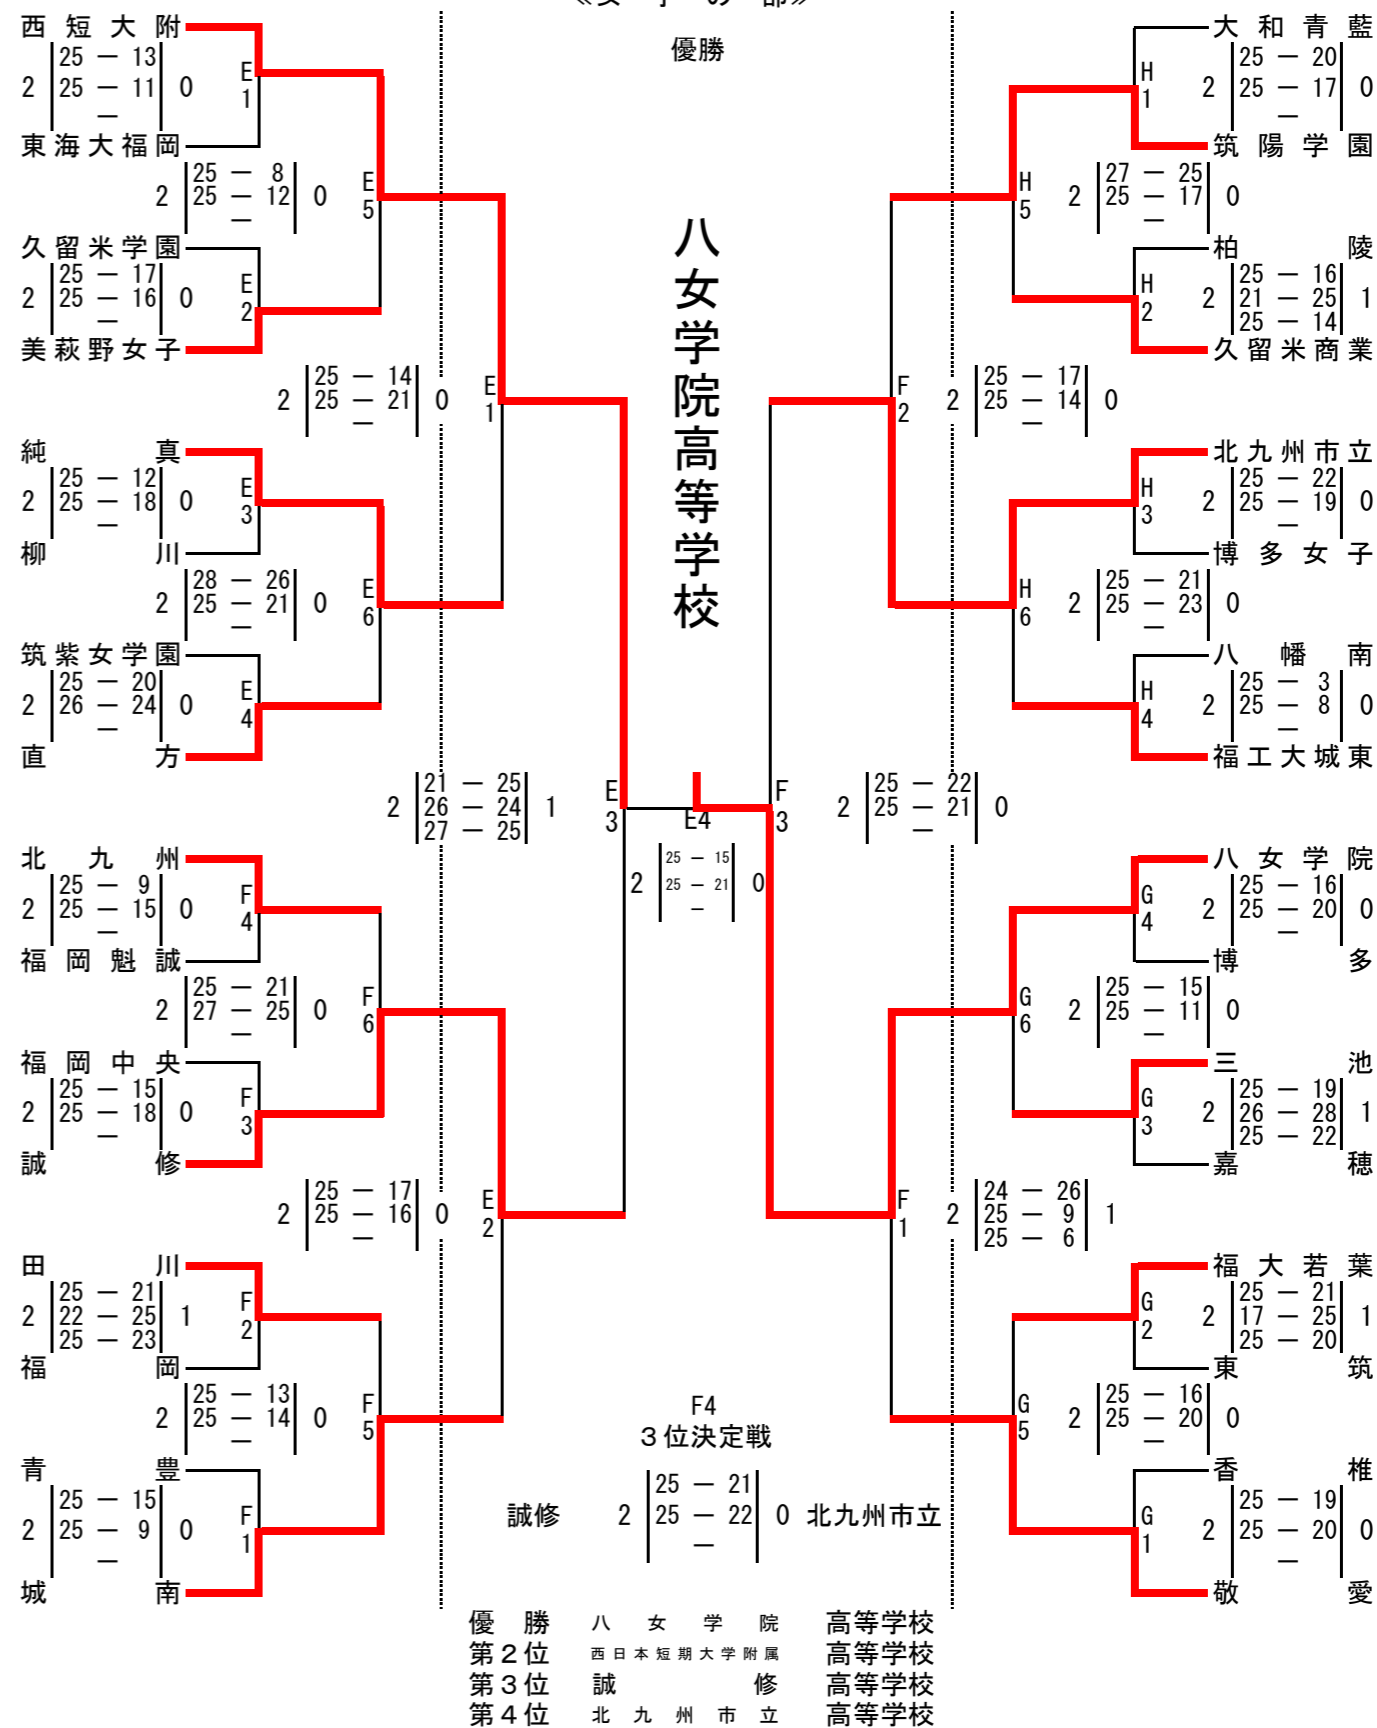 ≪女子の部≫
優勝
八女学院高等学校
西短大附
25 － 13
2 25 － 11 0
－
E1
東海大福岡
25 － 8
2 25 － 12 0
－
E5
久留米学園
25 － 17
2 25 － 16 0
－
E2
美萩野女子
25 － 14
2 25 － 21 0
－
E1
純真
25 － 12
2 25 － 18 0
－
E3
柳川
28 － 26
2 25 － 21 0
－
E6
筑紫女学園
25 － 20
2 26 － 24 0
－
E4
直方
21 － 25
2 26 － 24 1
27 － 25
E3
北九州
25 － 9
2 25 － 15 0
－
F4
福岡魁誠
25 － 21
2 27 － 25 0
－
F6
福岡中央
25 － 15
2 25 － 18 0
－
F3
誠修
25 － 17
2 25 － 16 0
－
E2
田川
25 － 21
2 22 － 25 1
25 － 23
F2
福岡
25 － 13
2 25 － 14 0
－
F5
青豊
25 － 15
2 25 － 9 0
－
F1
城南
E4
25 － 15
2 25 － 21 0
－
大和青藍
25 － 20
H1 2 25 － 17 0
－
筑陽学園
27 － 25
H5 2 25 － 17 0
－
柏陵
25 － 16
H2 2 21 － 25 1
25 － 14
久留米商業
25 － 17
F2 2 25 － 14 0
－
北九州市立
25 － 22
H3 2 25 － 19 0
－
博多女子
25 － 21
H6 2 25 － 23 0
－
八幡南
25 － 3
H4 2 25 － 8 0
－
福工大城東
25 － 22
F3 2 25 － 21 0
－
八女学院
25 － 16
G4 2 25 － 20 0
－
博多
25 － 15
G6 2 25 － 11 0
－
三池
25 － 19
G3 2 26 － 28 1
25 － 22
嘉穂
24 － 26
F1 2 25 － 9 1
25 － 6
福大若葉
25 － 21
G2 2 17 － 25 1
25 － 20
東筑
25 － 16
G5 2 25 － 20 0
－
香椎
25 － 19
G1 2 25 － 20 0
－
敬愛
F4
３位決定戦
25 － 21
誠修 2 25 － 22 0 北九州市立
－
優勝 八女学院 高等学校
第２位 西日本短期大学附属 高等学校
第３位 誠修 高等学校
第４位 北九州市立 高等学校